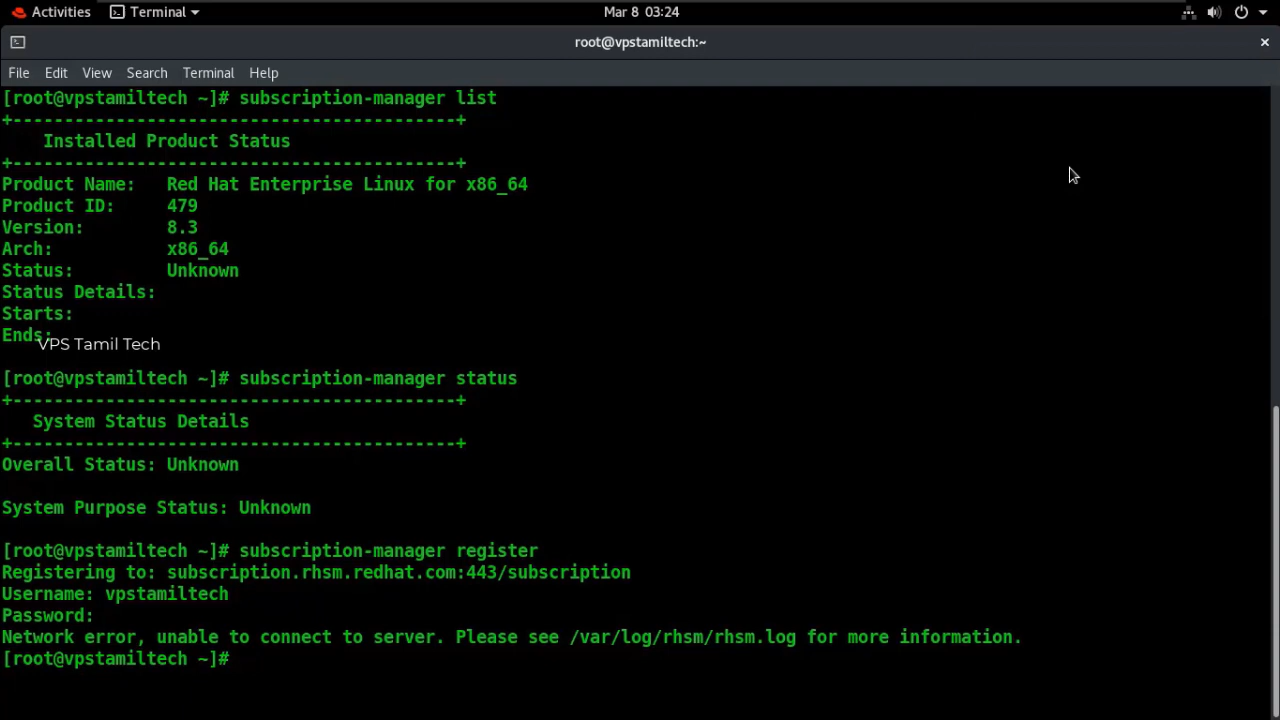 Activities Terminal Mar 8 03:24
root@vpstamiltech:~ ×
File Edit View Search Terminal Help
[root@vpstamiltech ~]# subscription-manager list
+-------------------------------------------+
    Installed Product Status
+-------------------------------------------+
Product Name:   Red Hat Enterprise Linux for x86_64
Product ID:     479
Version:        8.3
Arch:           x86_64
Status:         Unknown
Status Details:
Starts:
Ends:
VPS Tamil Tech
[root@vpstamiltech ~]# subscription-manager status
+-------------------------------------------+
   System Status Details
+-------------------------------------------+
Overall Status: Unknown
System Purpose Status: Unknown
[root@vpstamiltech ~]# subscription-manager register
Registering to: subscription.rhsm.redhat.com:443/subscription
Username: vpstamiltech
Password:
Network error, unable to connect to server. Please see /var/log/rhsm/rhsm.log for more information.
[root@vpstamiltech ~]#